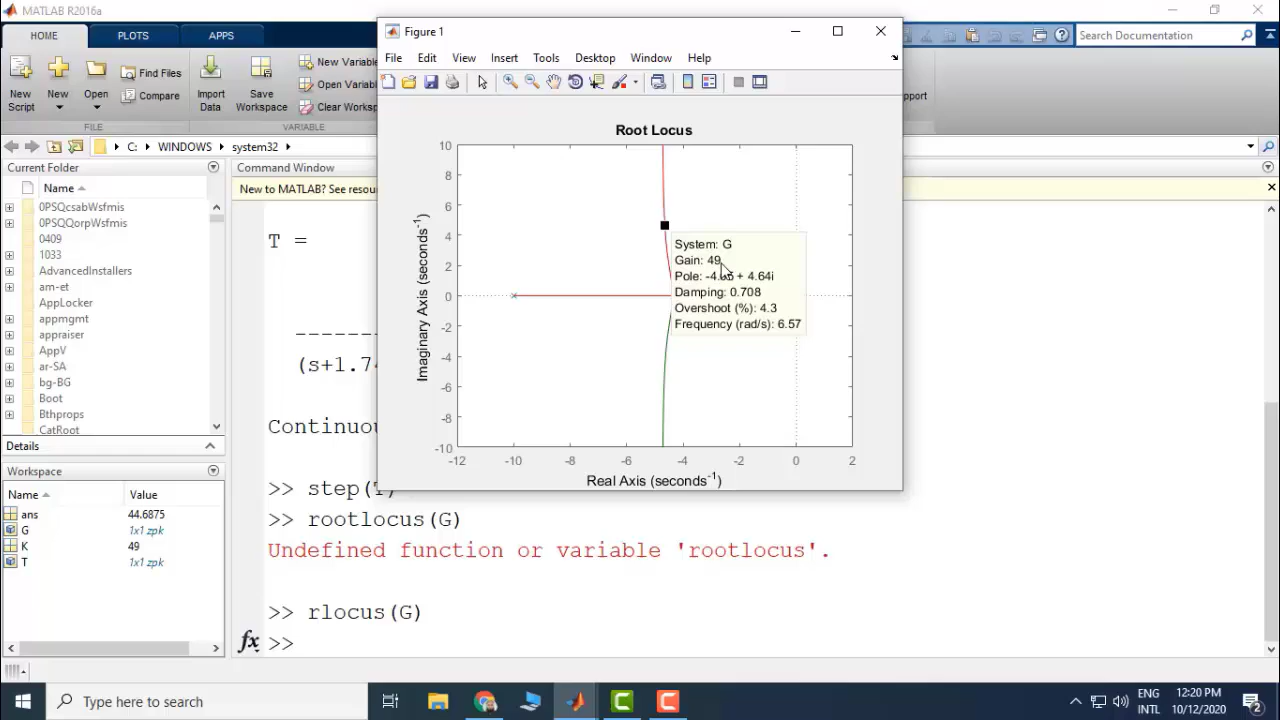 MATLAB R2016a
HOME
PLOTS
APPS
Search Documentation
New Script
New
Open
Find Files
Compare
Import Data
Save Workspace
New Variable
Open Variable
Clear Workspace
FILE
VARIABLE
C:
WINDOWS
system32
Current Folder
Name
0PSQcsabWsfmis
0PSQQorpWsfmis
0409
1033
AdvancedInstallers
am-et
AppLocker
appmgmt
appraiser
AppV
ar-SA
bg-BG
Boot
Bthprops
CatRoot
Details
Workspace
Name Value
ans 44.6875
G 1x1 zpk
K 49
T 1x1 zpk
Command Window
New to MATLAB? See
T =
-------
(s+1.74
>> step(T)
>> rootlocus(G)
Undefined function or variable 'rootlocus'.
>> rlocus(G)
fx >>
Figure 1
File Edit View Insert Tools Desktop Window Help
Root Locus
Imaginary Axis (seconds-1)
10
8
6
4
2
0
-2
-4
-6
-8
-10
-12 -10 -8 -6 -4 -2 0 2
Real Axis (seconds-1)
System: G
Gain: 49
Damping: 0.708
Overshoot (%): 4.3
Frequency (rad/s): 6.57
Type here to search
ENG
INTL
12:20 PM
10/12/2020
2